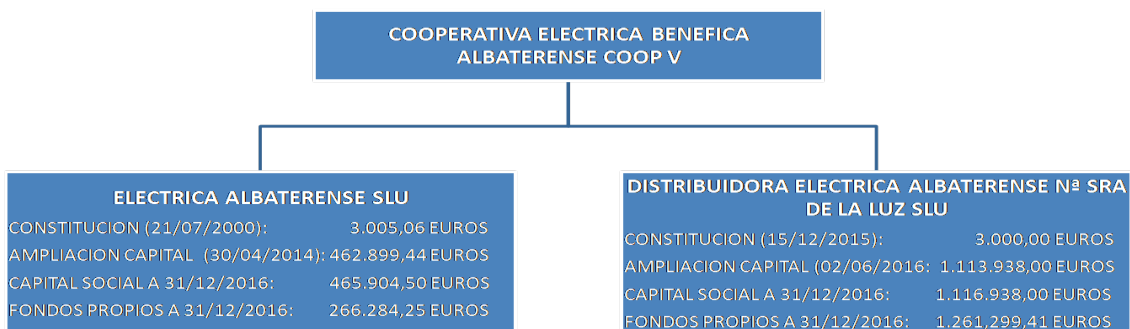 COOPERATIVA ELECTRICA BENEFICA
ALBATERENSE COOP V
ELECTRICA ALBATERENSE SLU
CONSTITUCION (21/07/2000): 3.005,06 EUROS
AMPLIACION CAPITAL (30/04/2014): 462.899,44 EUROS
CAPITAL SOCIAL A 31/12/2016: 465.904,50 EUROS
FONDOS PROPIOS A 31/12/2016: 266.284,25 EUROS
DISTRIBUIDORA ELECTRICA ALBATERENSE Nª SRA
DE LA LUZ SLU
CONSTITUCION (15/12/2015): 3.000,00 EUROS
AMPLIACION CAPITAL (02/06/2016: 1.113.938,00 EUROS
CAPITAL SOCIAL A 31/12/2016: 1.116.938,00 EUROS
FONDOS PROPIOS A 31/12/2016: 1.261,299,41 EUROS